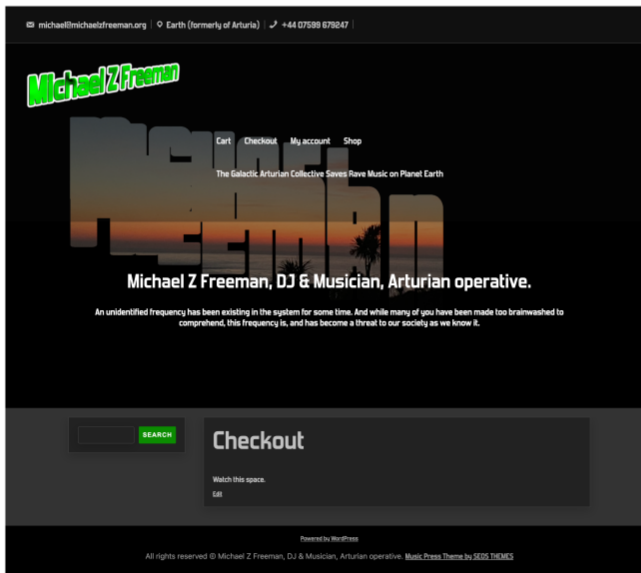 michael@michaelzfreeman.org | Earth (formerly of Arturia) | +44 07599 679247 |
Michael Z Freeman
Cart Checkout My account Shop
The Galactic Arturian Collective Saves Rave Music on Planet Earth
Michael Z Freeman, DJ & Musician, Arturian operative.
An unidentified frequency has been existing in the system for some time. And while many of you have been made too brainwashed to
comprehend, this frequency is, and has become a threat to our society as we know it.
SEARCH
Checkout
Watch this space.
Edit
Powered by WordPress
All rights reserved © Michael Z Freeman, DJ & Musician, Arturian operative. Music Press Theme by SEOS THEMES